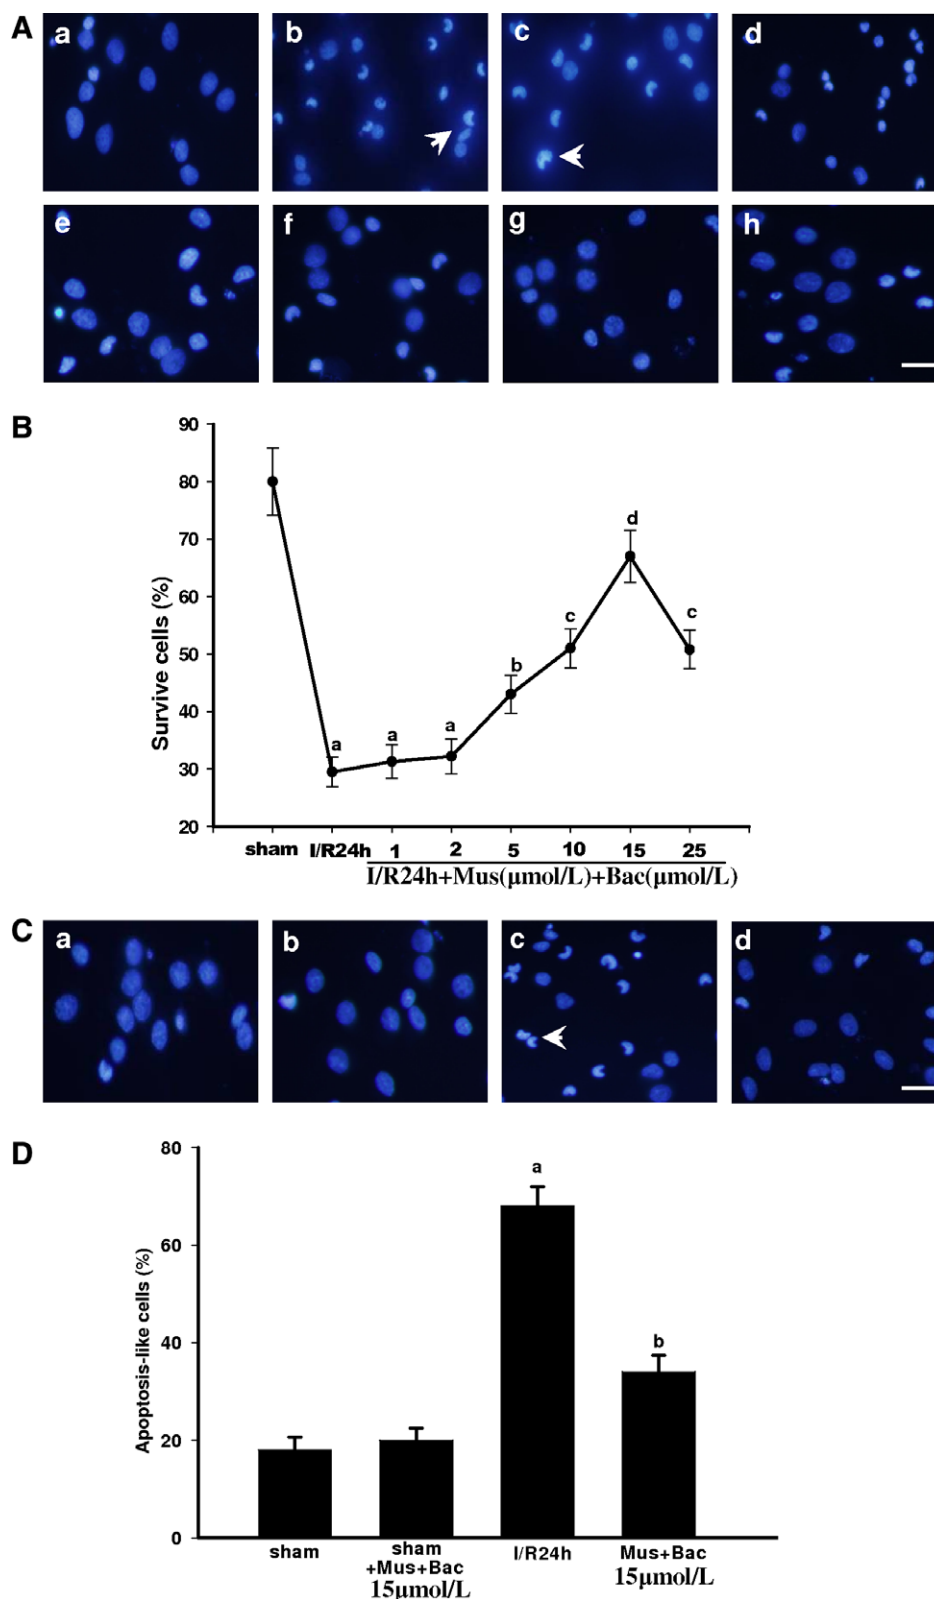 A
a b c d
e f g h
B
90
80
70
60
50
40
30
20
Survive cells (%)
a a a b c d c
sham I/R24h 1 2 5 10 15 25
I/R24h+Mus(μmol/L)+Bac(μmol/L)
C
a b c d
D
80
60
40
20
0
Apoptosis-like cells (%)
a
b
sham
sham
+Mus+Bac
15μmol/L
I/R24h
Mus+Bac
15μmol/L